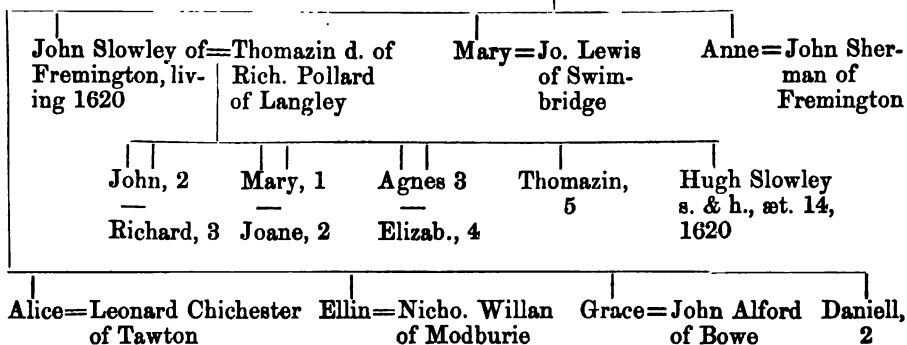 John Slowley of=Thomazin d. of Mary=Jo. Lewis Anne=John Sher-
Fremington, liv- Rich. Pollard of Swim- man of
ing 1620 of Langley bridge Fremington
John, 2 Mary, 1 Agnes 3 Thomazin, Hugh Slowley
— — — 5 s. & h., æt. 14,
Richard, 3 Joane, 2 Elizab., 4 1620
Alice=Leonard Chichester Ellin=Nicho. Willan Grace=John Alford Daniell,
of Tawton of Modburie of Bowe 2